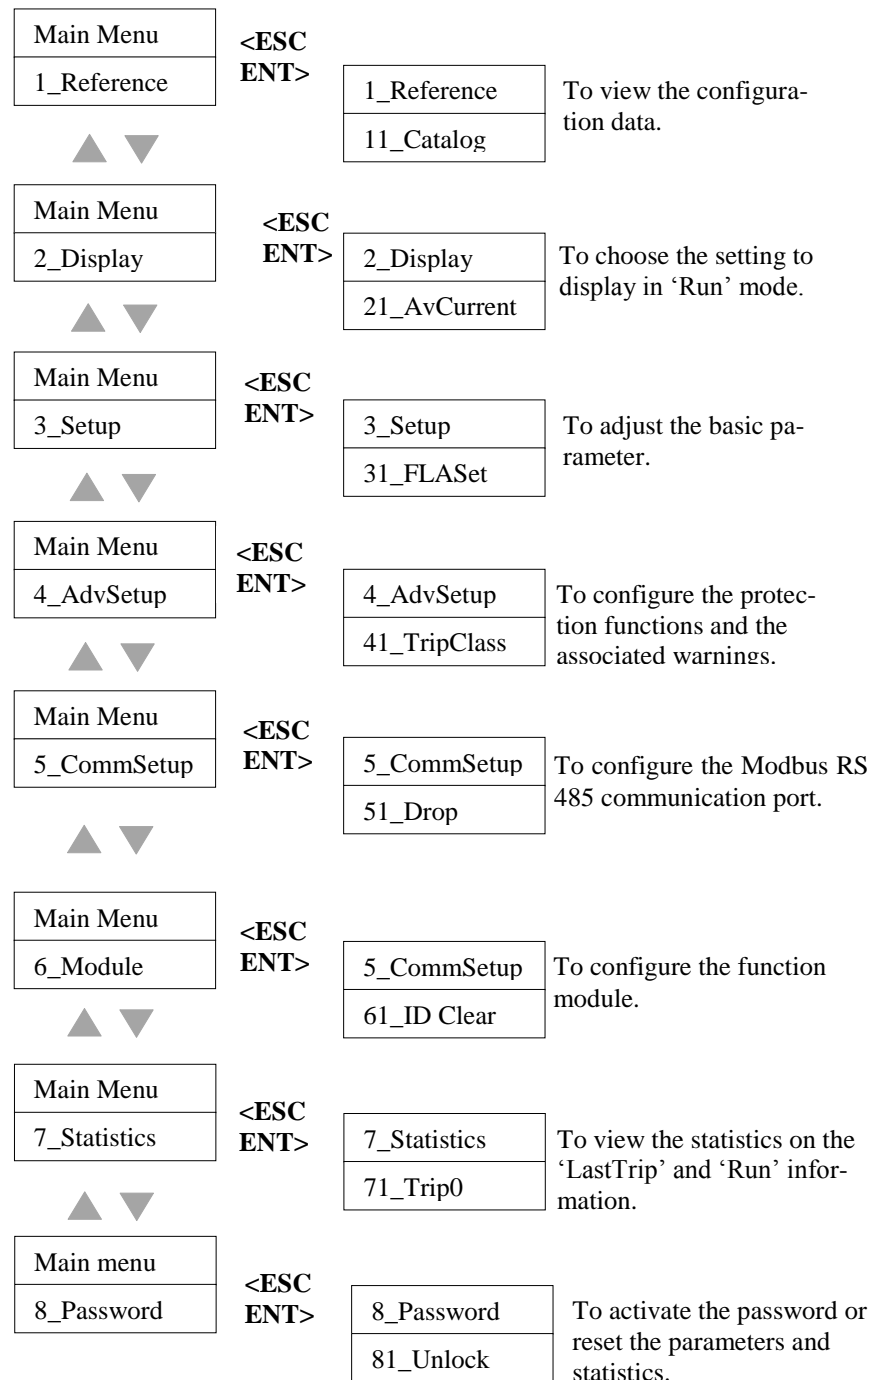 Main Menu
1_Reference
<ESC
ENT>
1_Reference
11_Catalog
To view the configura-
tion data.
Main Menu
2_Display
<ESC
ENT>
2_Display
21_AvCurrent
To choose the setting to
display in ‘Run’ mode.
Main Menu
3_Setup
<ESC
ENT>
3_Setup
31_FLASet
To adjust the basic pa-
rameter.
Main Menu
4_AdvSetup
<ESC
ENT>
4_AdvSetup
41_TripClass
To configure the protec-
tion functions and the
associated warnings.
Main Menu
5_CommSetup
<ESC
ENT>
5_CommSetup
51_Drop
To configure the Modbus RS
485 communication port.
Main Menu
6_Module
<ESC
ENT>
5_CommSetup
61_ID Clear
To configure the function
module.
Main Menu
7_Statistics
<ESC
ENT>
7_Statistics
71_Trip0
To view the statistics on the
‘LastTrip’ and ‘Run’ infor-
mation.
Main menu
8_Password
<ESC
ENT>
8_Password
81_Unlock
To activate the password or
reset the parameters and
statistics.